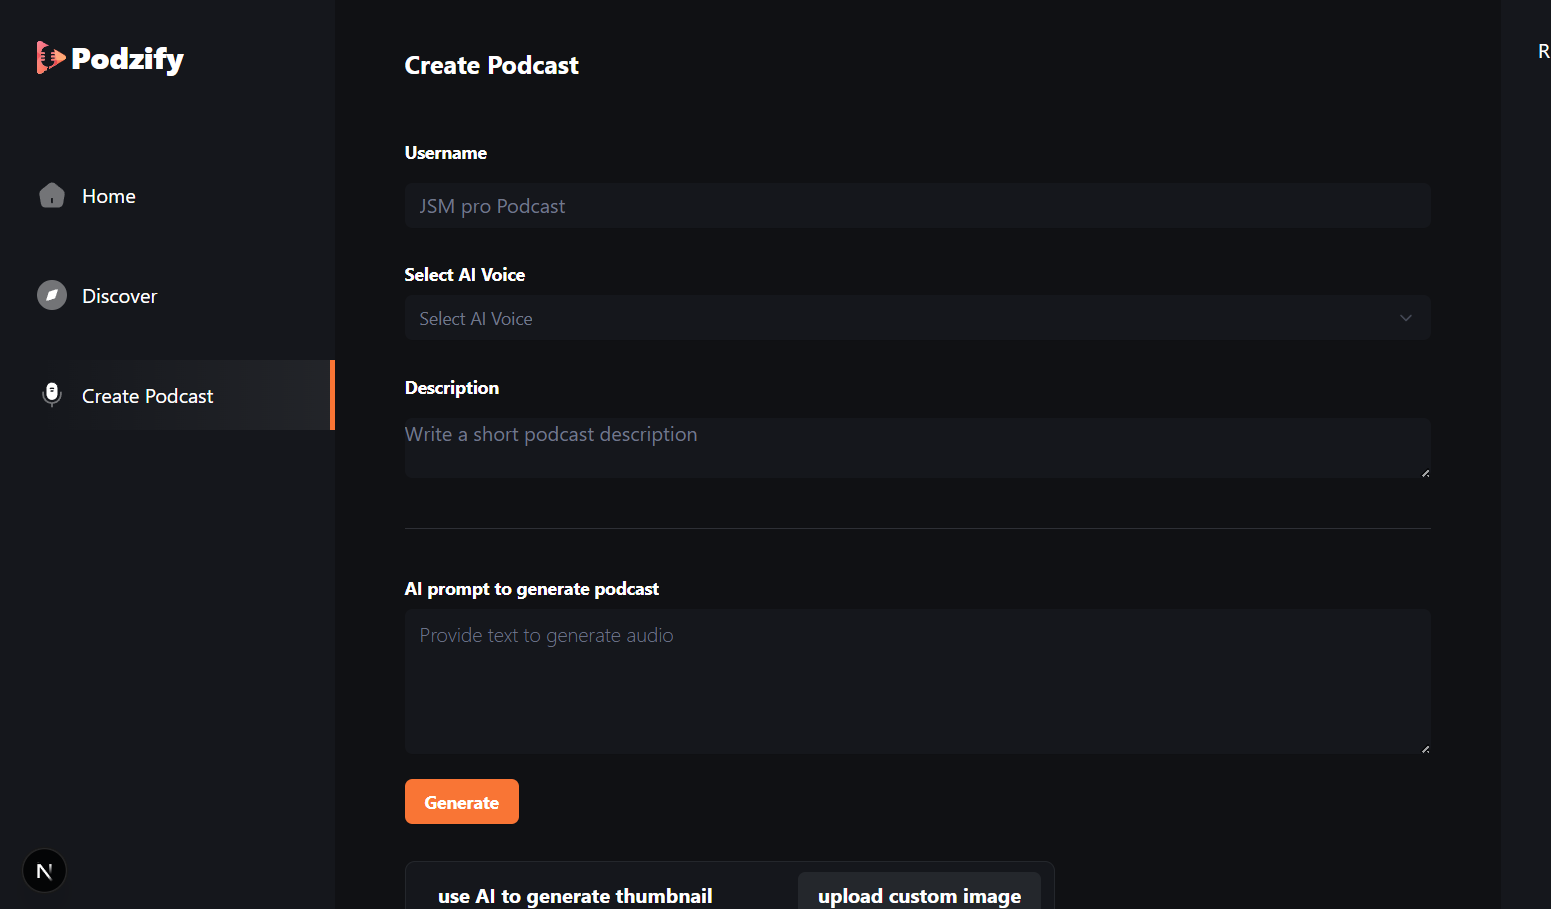 Podzify
Home
Discover
Create Podcast
N
Create Podcast
Username
JSM pro Podcast
Select AI Voice
Select AI Voice
Description
Write a short podcast description
AI prompt to generate podcast
Provide text to generate audio
Generate
use AI to generate thumbnail
upload custom image
R